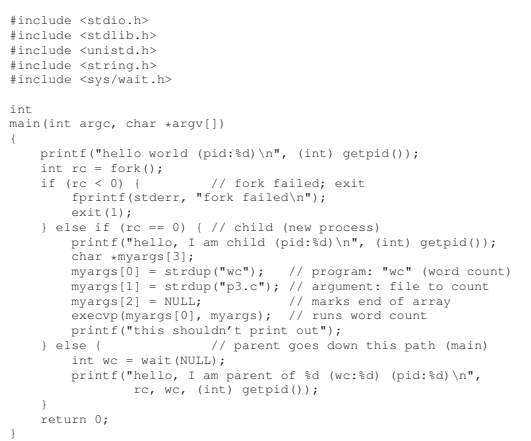 #include <stdio.h>
#include <stdlib.h>
#include <unistd.h>
#include <string.h>
#include <sys/wait.h>

int
main(int argc, char *argv[])
{
    printf("hello world (pid:%d)\n", (int) getpid());
    int rc = fork();
    if (rc < 0) {         // fork failed; exit
        fprintf(stderr, "fork failed\n");
        exit(1);
    } else if (rc == 0) { // child (new process)
        printf("hello, I am child (pid:%d)\n", (int) getpid());
        char *myargs[3];
        myargs[0] = strdup("wc");   // program: "wc" (word count)
        myargs[1] = strdup("p3.c"); // argument: file to count
        myargs[2] = NULL;           // marks end of array
        execvp(myargs[0], myargs);  // runs word count
        printf("this shouldn't print out");
    } else {              // parent goes down this path (main)
        int wc = wait(NULL);
        printf("hello, I am parent of %d (wc:%d) (pid:%d)\n",
                rc, wc, (int) getpid());
    }
    return 0;
}